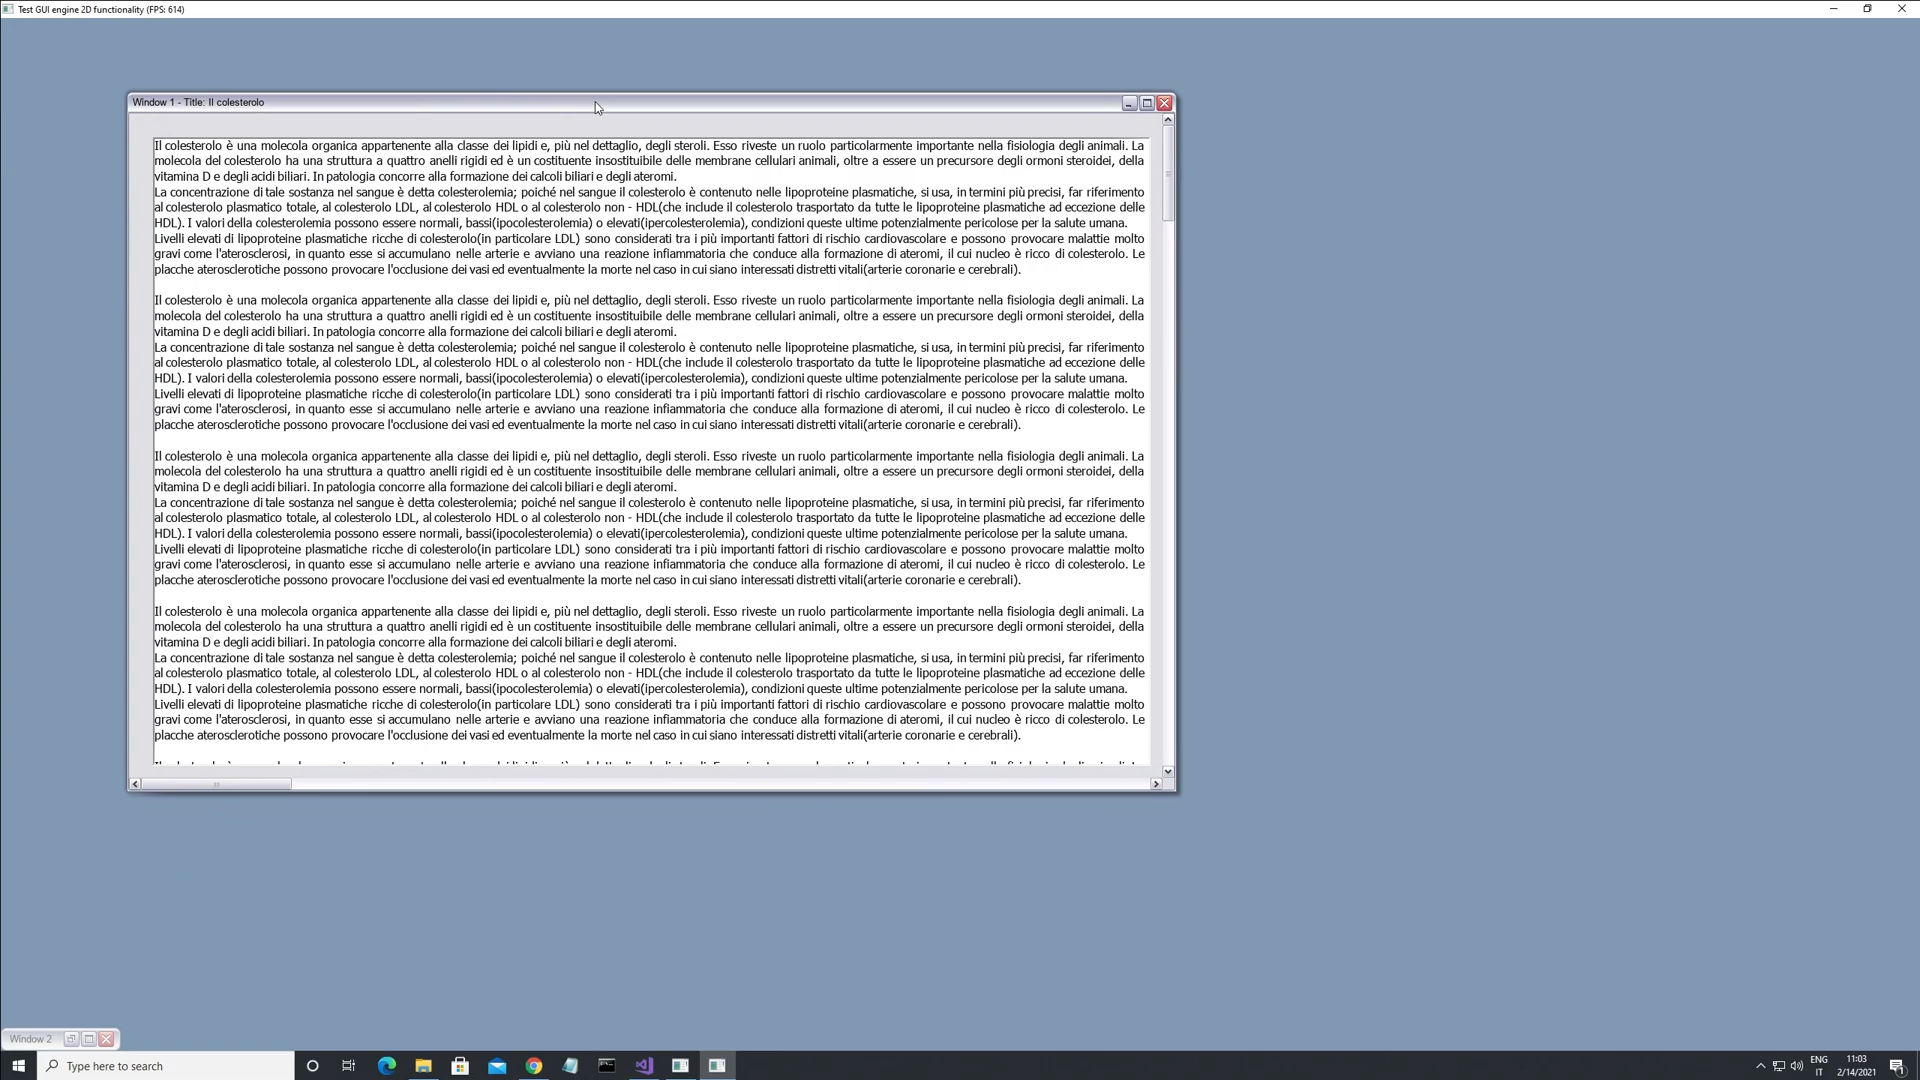 Test GUI engine 2D functionality (FPS: 614)
Window 1 - Title: Il colesterolo
Il colesterolo è una molecola organica appartenente alla classe dei lipidi e, più nel dettaglio, degli steroli. Esso riveste un ruolo particolarmente importante nella fisiologia degli animali. La
molecola del colesterolo ha una struttura a quattro anelli rigidi ed è un costituente insostituibile delle membrane cellulari animali, oltre a essere un precursore degli ormoni steroidei, della
vitamina D e degli acidi biliari. In patologia concorre alla formazione dei calcoli biliari e degli ateromi.
La concentrazione di tale sostanza nel sangue è detta colesterolemia; poiché nel sangue il colesterolo è contenuto nelle lipoproteine plasmatiche, si usa, in termini più precisi, far riferimento
al colesterolo plasmatico totale, al colesterolo LDL, al colesterolo HDL o al colesterolo non - HDL(che include il colesterolo trasportato da tutte le lipoproteine plasmatiche ad eccezione delle
HDL). I valori della colesterolemia possono essere normali, bassi(ipocolesterolemia) o elevati(ipercolesterolemia), condizioni queste ultime potenzialmente pericolose per la salute umana.
Livelli elevati di lipoproteine plasmatiche ricche di colesterolo(in particolare LDL) sono considerati tra i più importanti fattori di rischio cardiovascolare e possono provocare malattie molto
gravi come l'aterosclerosi, in quanto esse si accumulano nelle arterie e avviano una reazione infiammatoria che conduce alla formazione di ateromi, il cui nucleo è ricco di colesterolo. Le
placche aterosclerotiche possono provocare l'occlusione dei vasi ed eventualmente la morte nel caso in cui siano interessati distretti vitali(arterie coronarie e cerebrali).
Il colesterolo è una molecola organica appartenente alla classe dei lipidi e, più nel dettaglio, degli steroli. Esso riveste un ruolo particolarmente importante nella fisiologia degli animali. La
molecola del colesterolo ha una struttura a quattro anelli rigidi ed è un costituente insostituibile delle membrane cellulari animali, oltre a essere un precursore degli ormoni steroidei, della
vitamina D e degli acidi biliari. In patologia concorre alla formazione dei calcoli biliari e degli ateromi.
La concentrazione di tale sostanza nel sangue è detta colesterolemia; poiché nel sangue il colesterolo è contenuto nelle lipoproteine plasmatiche, si usa, in termini più precisi, far riferimento
al colesterolo plasmatico totale, al colesterolo LDL, al colesterolo HDL o al colesterolo non - HDL(che include il colesterolo trasportato da tutte le lipoproteine plasmatiche ad eccezione delle
HDL). I valori della colesterolemia possono essere normali, bassi(ipocolesterolemia) o elevati(ipercolesterolemia), condizioni queste ultime potenzialmente pericolose per la salute umana.
Livelli elevati di lipoproteine plasmatiche ricche di colesterolo(in particolare LDL) sono considerati tra i più importanti fattori di rischio cardiovascolare e possono provocare malattie molto
gravi come l'aterosclerosi, in quanto esse si accumulano nelle arterie e avviano una reazione infiammatoria che conduce alla formazione di ateromi, il cui nucleo è ricco di colesterolo. Le
placche aterosclerotiche possono provocare l'occlusione dei vasi ed eventualmente la morte nel caso in cui siano interessati distretti vitali(arterie coronarie e cerebrali).
Il colesterolo è una molecola organica appartenente alla classe dei lipidi e, più nel dettaglio, degli steroli. Esso riveste un ruolo particolarmente importante nella fisiologia degli animali. La
molecola del colesterolo ha una struttura a quattro anelli rigidi ed è un costituente insostituibile delle membrane cellulari animali, oltre a essere un precursore degli ormoni steroidei, della
vitamina D e degli acidi biliari. In patologia concorre alla formazione dei calcoli biliari e degli ateromi.
La concentrazione di tale sostanza nel sangue è detta colesterolemia; poiché nel sangue il colesterolo è contenuto nelle lipoproteine plasmatiche, si usa, in termini più precisi, far riferimento
al colesterolo plasmatico totale, al colesterolo LDL, al colesterolo HDL o al colesterolo non - HDL(che include il colesterolo trasportato da tutte le lipoproteine plasmatiche ad eccezione delle
HDL). I valori della colesterolemia possono essere normali, bassi(ipocolesterolemia) o elevati(ipercolesterolemia), condizioni queste ultime potenzialmente pericolose per la salute umana.
Livelli elevati di lipoproteine plasmatiche ricche di colesterolo(in particolare LDL) sono considerati tra i più importanti fattori di rischio cardiovascolare e possono provocare malattie molto
gravi come l'aterosclerosi, in quanto esse si accumulano nelle arterie e avviano una reazione infiammatoria che conduce alla formazione di ateromi, il cui nucleo è ricco di colesterolo. Le
placche aterosclerotiche possono provocare l'occlusione dei vasi ed eventualmente la morte nel caso in cui siano interessati distretti vitali(arterie coronarie e cerebrali).
Il colesterolo è una molecola organica appartenente alla classe dei lipidi e, più nel dettaglio, degli steroli. Esso riveste un ruolo particolarmente importante nella fisiologia degli animali. La
molecola del colesterolo ha una struttura a quattro anelli rigidi ed è un costituente insostituibile delle membrane cellulari animali, oltre a essere un precursore degli ormoni steroidei, della
vitamina D e degli acidi biliari. In patologia concorre alla formazione dei calcoli biliari e degli ateromi.
La concentrazione di tale sostanza nel sangue è detta colesterolemia; poiché nel sangue il colesterolo è contenuto nelle lipoproteine plasmatiche, si usa, in termini più precisi, far riferimento
al colesterolo plasmatico totale, al colesterolo LDL, al colesterolo HDL o al colesterolo non - HDL(che include il colesterolo trasportato da tutte le lipoproteine plasmatiche ad eccezione delle
HDL). I valori della colesterolemia possono essere normali, bassi(ipocolesterolemia) o elevati(ipercolesterolemia), condizioni queste ultime potenzialmente pericolose per la salute umana.
Livelli elevati di lipoproteine plasmatiche ricche di colesterolo(in particolare LDL) sono considerati tra i più importanti fattori di rischio cardiovascolare e possono provocare malattie molto
gravi come l'aterosclerosi, in quanto esse si accumulano nelle arterie e avviano una reazione infiammatoria che conduce alla formazione di ateromi, il cui nucleo è ricco di colesterolo. Le
placche aterosclerotiche possono provocare l'occlusione dei vasi ed eventualmente la morte nel caso in cui siano interessati distretti vitali(arterie coronarie e cerebrali).
Window 2
Type here to search
ENG
IT
11:03
2/14/2021
1